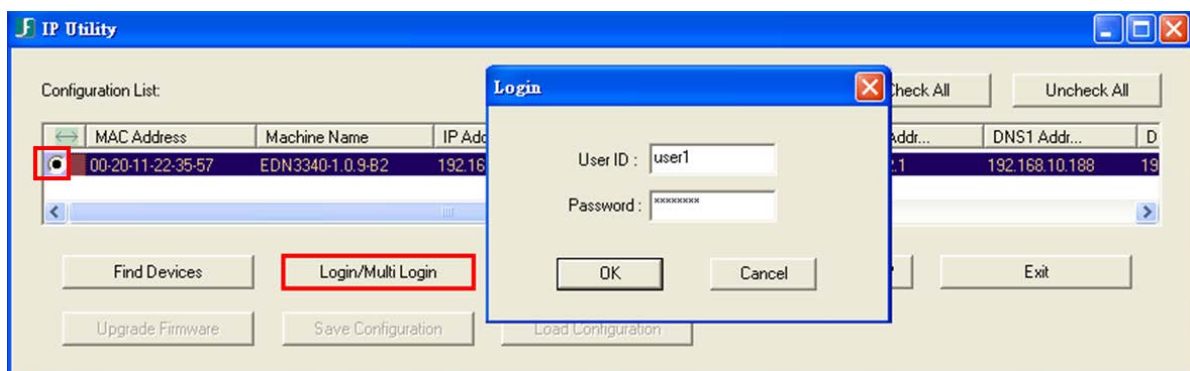 IP Utility
Configuration List:
Login
Check All
Uncheck All
MAC Address Machine Name IP Add DNS1 Addr... D
00-20-11-22-35-57 EDN3340-1.0.9-B2 192.16 2.1 192.168.10.188 19
User ID : user1
Password : ********
Find Devices
Login/Multi Login
OK
Cancel
Exit
Upgrade Firmware
Save Configuration
Load Configuration